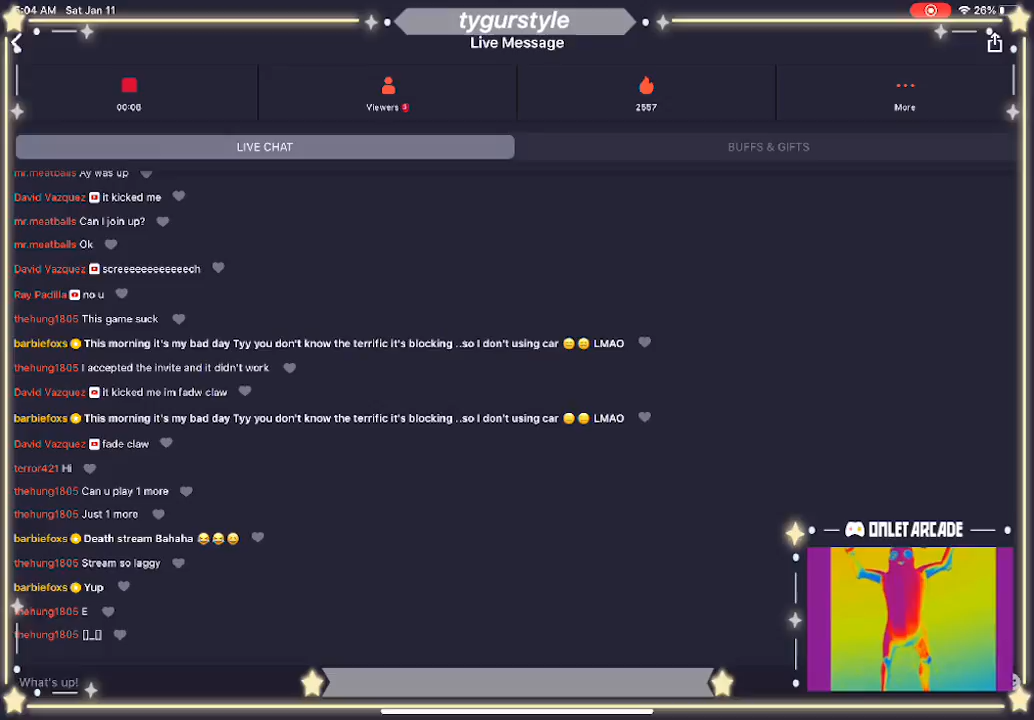 :04 AM Sat Jan 11
26%
tygurstyle
Live Message
00:06
Viewers 3
2557
More
LIVE CHAT
BUFFS & GIFTS
mr.meatballs Ay was up
David Vazquez it kicked me
mr.meatballs Can I join up?
mr.meatballs Ok
David Vazquez screeeeeeeeeeeech
Ray Padilla no u
thehung1805 This game suck
barbiefoxs This morning it's my bad day Tyy you don't know the terrific it's blocking ..so I don't using car 😑 😑 LMAO
thehung1805 I accepted the invite and it didn't work
David Vazquez it kicked me im fadw claw
barbiefoxs This morning it's my bad day Tyy you don't know the terrific it's blocking ..so I don't using car 😑 😑 LMAO
David Vazquez fade claw
terror421 Hi
thehung1805 Can u play 1 more
thehung1805 Just 1 more
barbiefoxs Death stream Bahaha 😂😂😄
thehung1805 Stream so laggy
barbiefoxs Yup
thehung1805 E
thehung1805 []_[]
OMLET ARCADE
What's up!